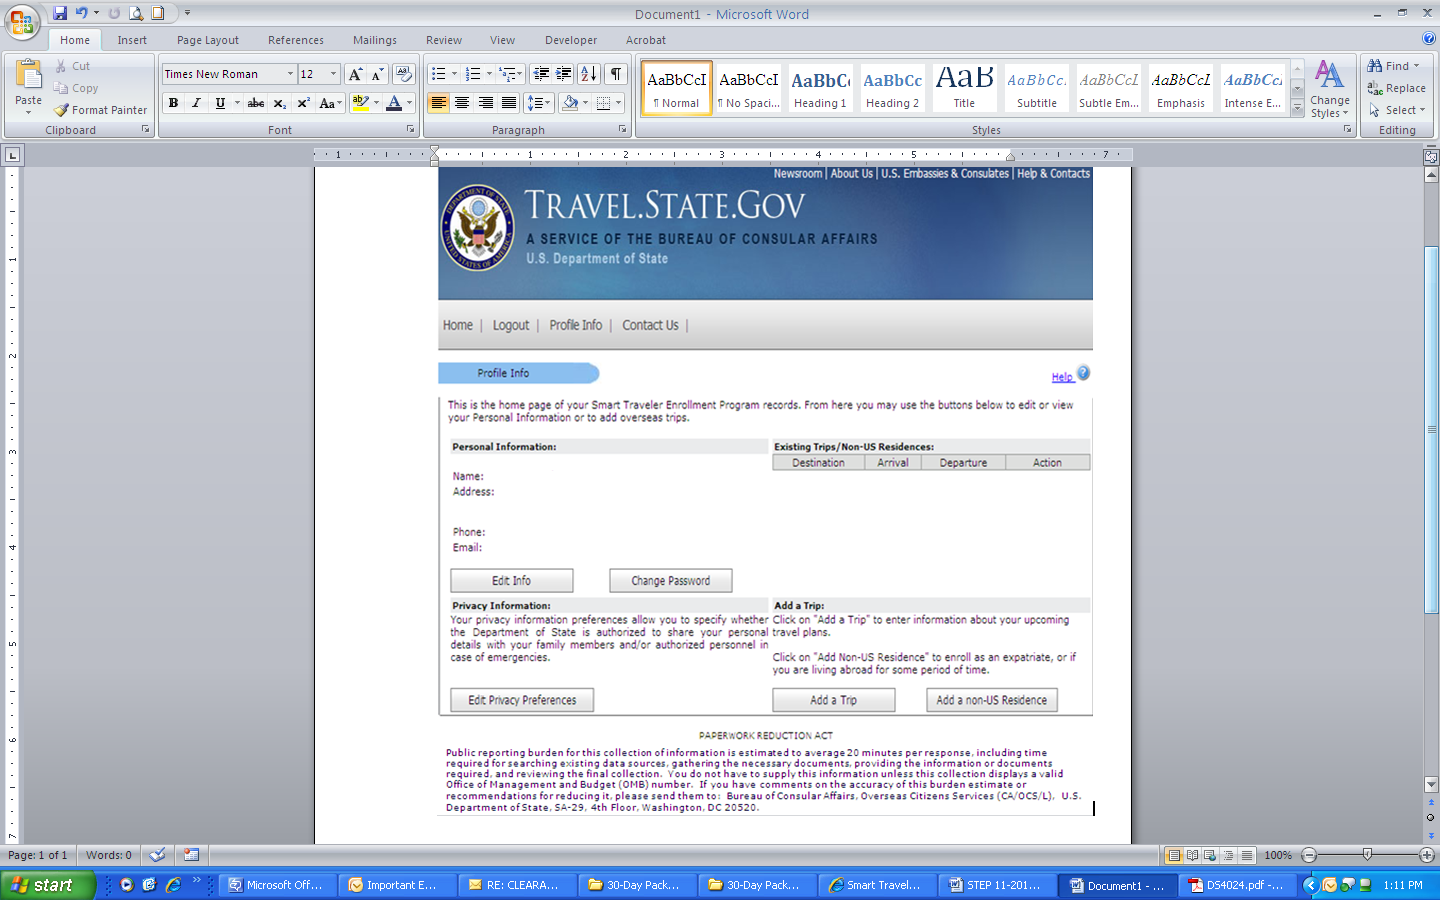 Document1 - Microsoft Word
Home Insert Page Layout References Mailings Review View Developer Acrobat
Paste
Cut
Copy
Format Painter
Clipboard
Times New Roman 12
Font
Paragraph
AaBbCcI AaBbCcI AaBbCc AaBbCc AaB AaBbCc. AaBbCcI AaBbCcI AaBbCcI
¶ Normal ¶ No Spaci... Heading 1 Heading 2 Title Subtitle Subtle Em... Emphasis Intense E...
Styles
Change Styles
Find
Replace
Select
Editing
1 1 2 3 4 5 7
Newsroom | About Us | U.S. Embassies & Consulates | Help & Contacts
TRAVEL.STATE.GOV
A SERVICE OF THE BUREAU OF CONSULAR AFFAIRS
U.S. Department of State
Home | Logout | Profile Info | Contact Us |
Profile Info
Help
This is the home page of your Smart Traveler Enrollment Program records. From here you may use the buttons below to edit or view
your Personal Information or to add overseas trips.
Personal Information:
Name:
Address:
Phone:
Email:
Edit Info Change Password
Existing Trips/Non-US Residences:
Destination Arrival Departure Action
Privacy Information:
Your privacy information preferences allow you to specify whether
the Department of State is authorized to share your personal
details with your family members and/or authorized personnel in
case of emergencies.
Edit Privacy Preferences
Add a Trip:
Click on "Add a Trip" to enter information about your upcoming
travel plans.
Click on "Add Non-US Residence" to enroll as an expatriate, or if
you are living abroad for some period of time.
Add a Trip Add a non-US Residence
PAPERWORK REDUCTION ACT
Public reporting burden for this collection of information is estimated to average 20 minutes per response, including time
required for searching existing data sources, gathering the necessary documents, providing the information or documents
required, and reviewing the final collection. You do not have to supply this information unless this collection displays a valid
Office of Management and Budget (OMB) number. If you have comments on the accuracy of this burden estimate or
recommendations for reducing it, please send them to: Bureau of Consular Affairs, Overseas Citizens Services (CA/OCS/L), U.S.
Department of State, SA-29, 4th Floor, Washington, DC 20520.
Page: 1 of 1 Words: 0 100%
start Microsoft Off... Important E... RE: CLEARA... 30-Day Pack... 30-Day Pack... Smart Travel... STEP 11-201... Document1 - ... DS4024.pdf -... 1:11 PM